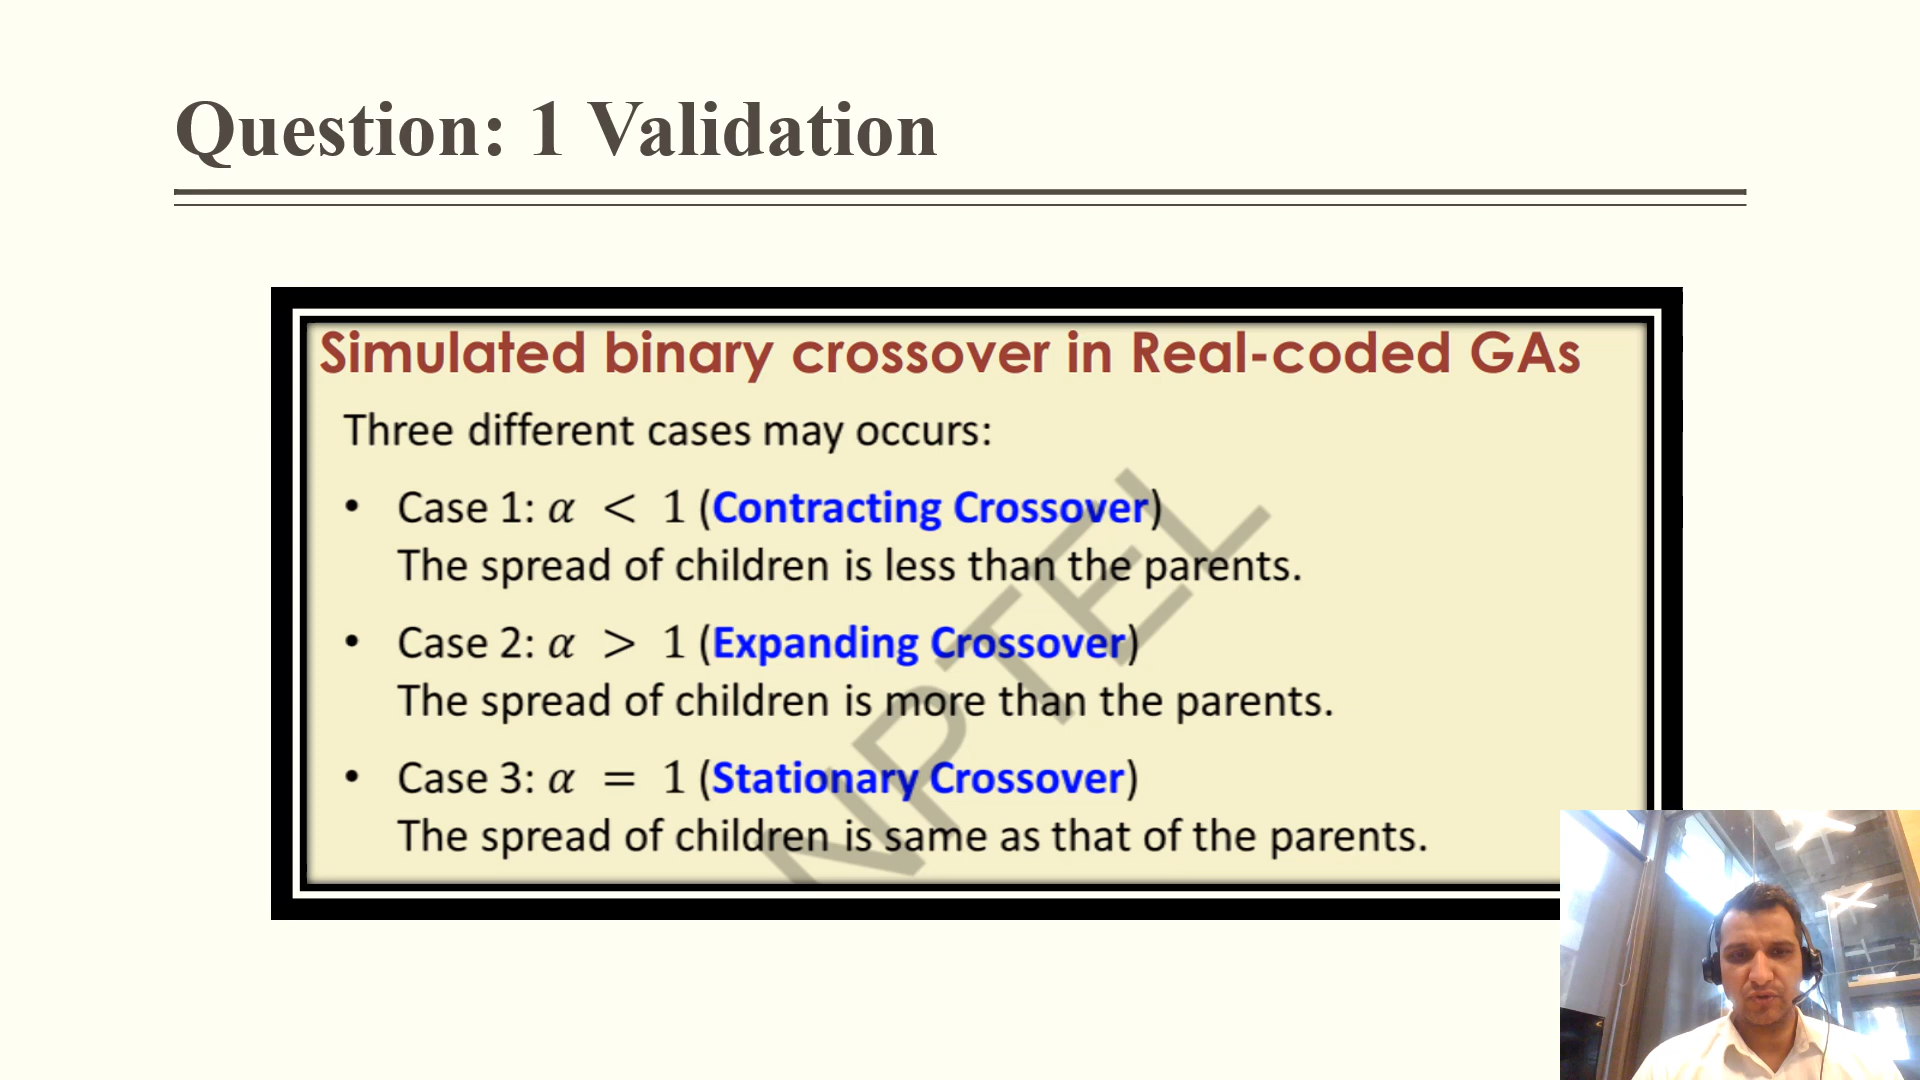 Question: 1 Validation
Simulated binary crossover in Real-coded GAs
Three different cases may occurs:
• Case 1: α < 1 (Contracting Crossover)
The spread of children is less than the parents.
• Case 2: α > 1 (Expanding Crossover)
The spread of children is more than the parents.
• Case 3: α = 1 (Stationary Crossover)
The spread of children is same as that of the parents.
NPTEL